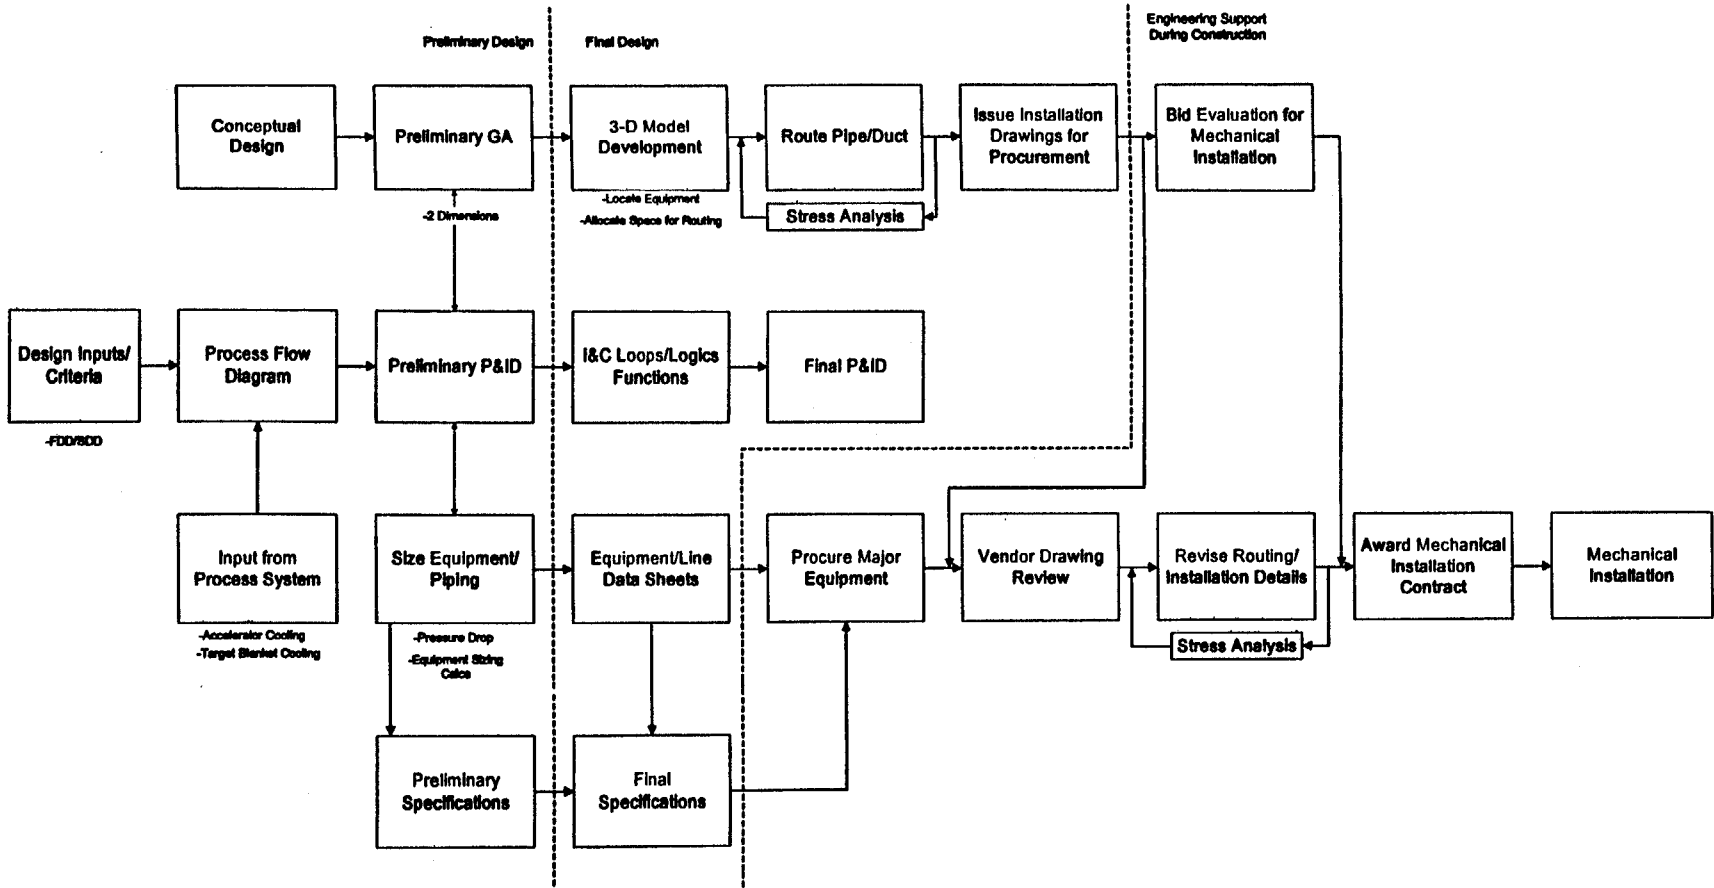 Preliminary Design
Final Design
Engineering Support
During Construction
Conceptual
Design
Preliminary GA
3-D Model
Development
Route Pipe/Duct
Issue Installation
Drawings for
Procurement
Bid Evaluation for
Mechanical
Installation
-2 Dimensions
-Locate Equipment
-Allocate Space for Routing
Stress Analysis
Design Inputs/
Criteria
Process Flow
Diagram
Preliminary P&ID
I&C Loops/Logics
Functions
Final P&ID
-FDD/SDD
Input from
Process System
Size Equipment/
Piping
Equipment/Line
Data Sheets
Procure Major
Equipment
Vendor Drawing
Review
Revise Routing/
Installation Details
Award Mechanical
Installation
Contract
Mechanical
Installation
-Accelerator Cooling
-Target Blanket Cooling
-Pressure Drop
-Equipment Sizing
Calcs
Stress Analysis
Preliminary
Specifications
Final
Specifications